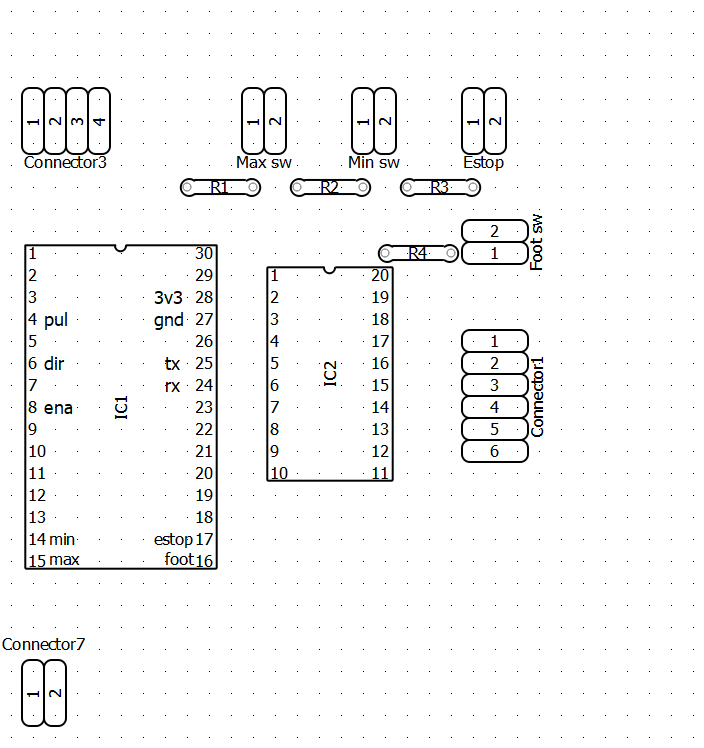 1 2 3 4
Connector3
1 2
Max sw
1 2
Min sw
1 2
Estop
R1
R2
R3
R4
2
1
Foot sw
1 30
2 29
3 3v3 28
4 pul gnd 27
5 26
6 dir tx 25
7 rx 24
8 ena 23
9 22
10 21
11 20
12 19
13 18
14 min estop 17
15 max foot 16
IC1
1 20
2 19
3 18
4 17
5 16
6 15
7 14
8 13
9 12
10 11
IC2
1
2
3
4
5
6
Connector1
Connector7
1 2